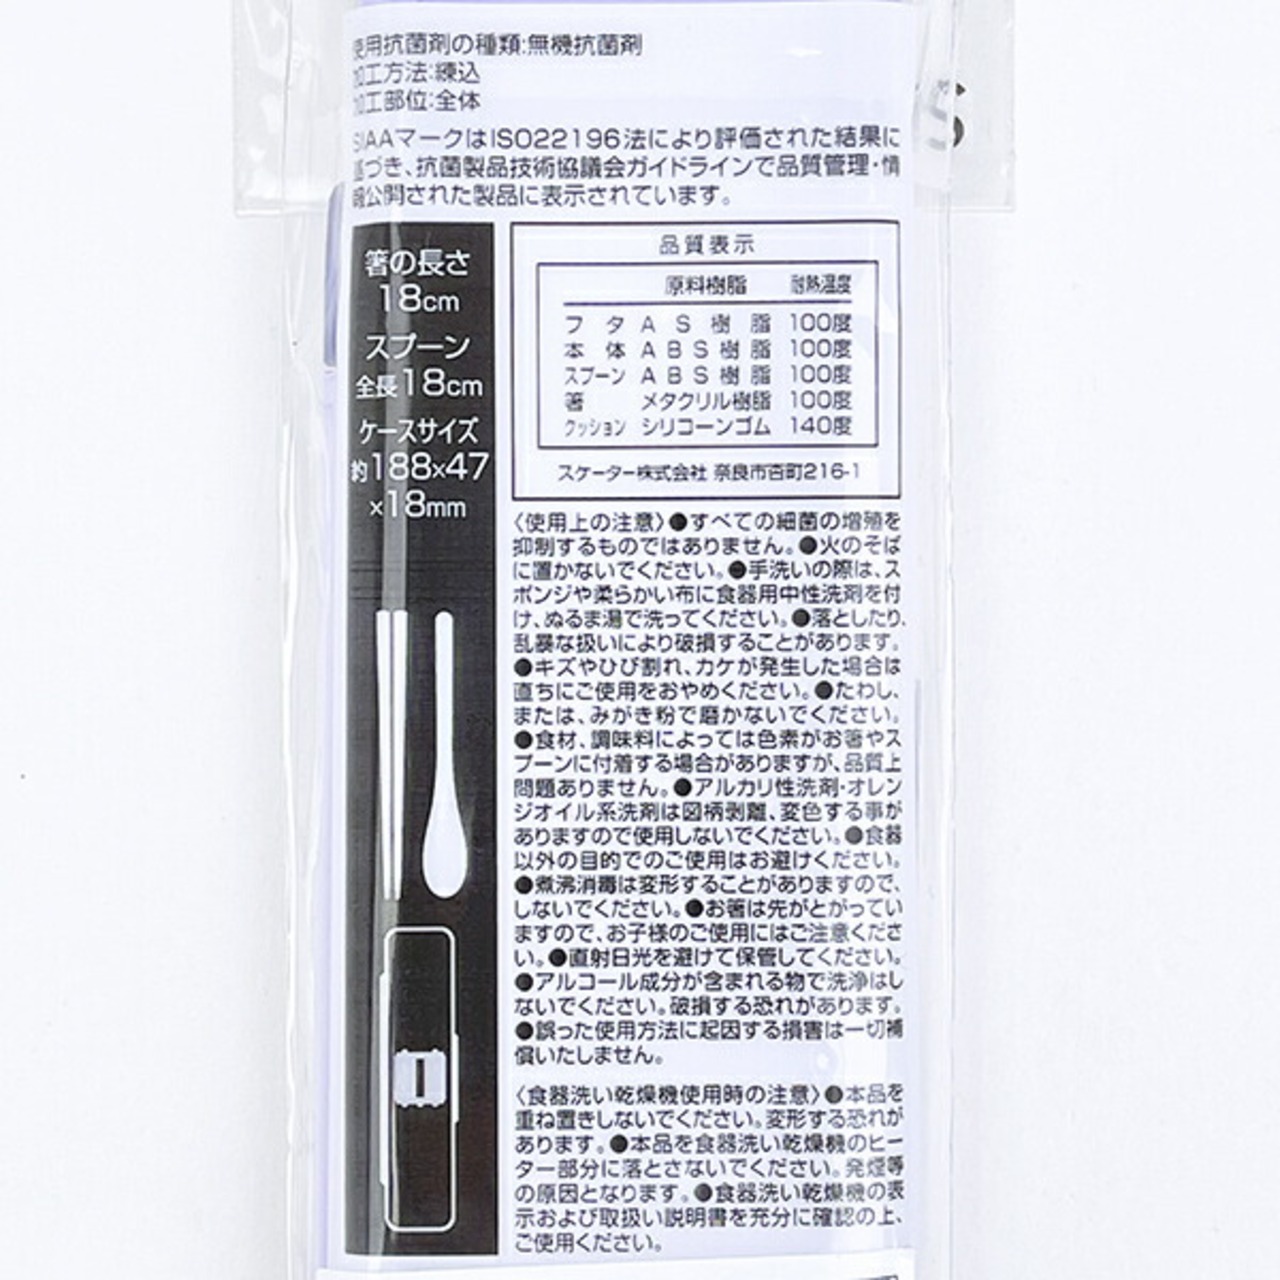 使用抗菌剤の種類:無機抗菌剤
加工方法:練込
加工部位:全体
SIAAマークはISO22196法により評価された結果に
基づき、抗菌製品技術協議会ガイドラインで品質管理・情
報公開された製品に表示されています。
箸の長さ
18cm
スプーン
全長18cm
ケースサイズ
約188×47
×18mm
品質表示
原料樹脂 耐熱温度
フタ AS樹脂 100度
本体 ABS樹脂 100度
スプーン ABS樹脂 100度
箸 メタクリル樹脂 100度
クッション シリコーンゴム 140度
スケーター株式会社 奈良市杏町216-1
〈使用上の注意〉●すべての細菌の増殖を
抑制するものではありません。●火のそば
に置かないでください。●手洗いの際は、ス
ポンジや柔らかい布に食器用中性洗剤を付
け、ぬるま湯で洗ってください。●落としたり、
乱暴な扱いにより破損することがあります。
●キズやひび割れ、カケが発生した場合は
直ちにご使用をおやめください。●たわし、
または、みがき粉で磨かないでください。
●食材、調味料によっては色素がお箸やス
プーンに付着する場合がありますが、品質上
問題ありません。●アルカリ性洗剤・オレン
ジオイル系洗剤は図柄剥離、変色する事が
ありますので使用しないでください。●食器
以外の目的でのご使用はお避けください。
●煮沸消毒は変形することがありますので、
しないでください。●お箸は先がとがってい
ますので、お子様のご使用にはご注意くださ
い。●直射日光を避けて保管してください。
●アルコール成分が含まれる物で洗浄はし
ないでください。破損する恐れがあります。
●誤った使用方法に起因する損害は一切補
償いたしません。
〈食器洗い乾燥機使用時の注意〉●本品を
重ね置きしないでください。変形する恐れが
あります。●本品を食器洗い乾燥機のヒー
ター部分に落とさないでください。発煙等
の原因となります。●食器洗い乾燥機の表
示および取扱い説明書を充分に確認の上、
ご使用ください。